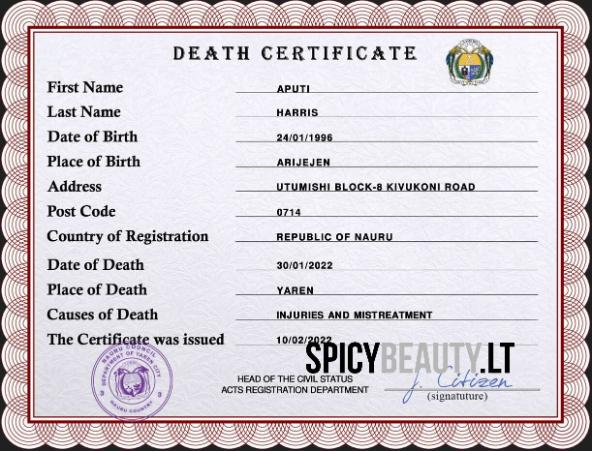 DEATH CERTIFICATE
First Name APUTI
Last Name HARRIS
Date of Birth 24/01/1996
Place of Birth ARIJEJEN
Address UTUMISHI BLOCK-8 KIVUKONI ROAD
Post Code 0714
Country of Registration REPUBLIC OF NAURU
Date of Death 30/01/2022
Place of Death YAREN
Causes of Death INJURIES AND MISTREATMENT
The Certificate was issued 10/02/2022
SPICYBEAUTY.LT
NAURU COUNCIL
DEPARTMENT OF YAREN CITY
NAURU COUNTRY
HEAD OF THE CIVIL STATUS
ACTS REGISTRATION DEPARTMENT
J. Citizen
(signatuture)